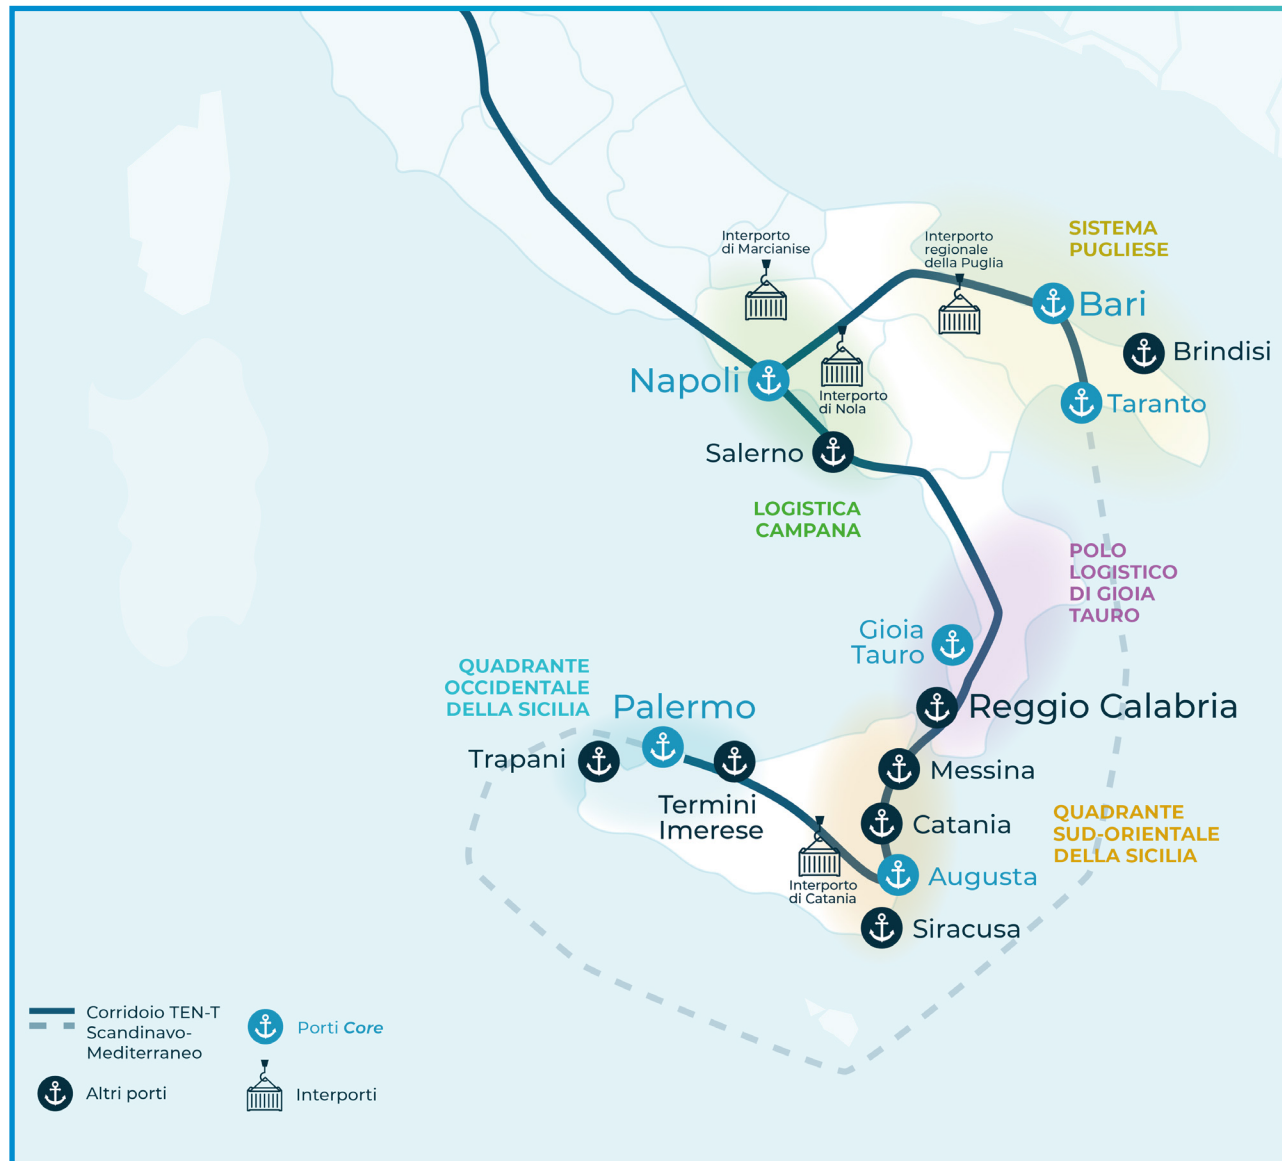 Interporto
di Marcianise
Interporto
regionale
della Puglia
SISTEMA
PUGLIESE
Bari
Brindisi
Napoli
Interporto
di Nola
Taranto
Salerno
LOGISTICA
CAMPANA
POLO
LOGISTICO
DI GIOIA
TAURO
Gioia
Tauro
QUADRANTE
OCCIDENTALE
DELLA SICILIA
Palermo
Reggio Calabria
Trapani
Messina
Termini
Imerese
Catania
QUADRANTE
SUD-ORIENTALE
DELLA SICILIA
Interporto
di Catania
Augusta
Siracusa
Corridoio TEN-T
Scandinavo-
Mediterraneo
Porti Core
Altri porti
Interporti